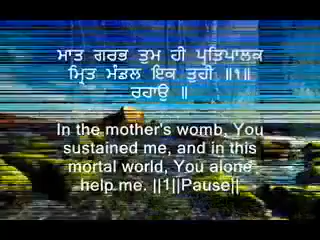 ਮਾਤ ਗਰਭ ਤੁਮ ਹੀ ਪ੍ਰਤਿਪਾਲਕ
ਮ੍ਰਿਤ ਮੰਡਲ ਇਕ ਤੁਹੀ ॥੧॥
ਰਹਾਉ ॥
In the mother's womb, You
sustained me, and in this
mortal world, You alone
help me. ||1||Pause||